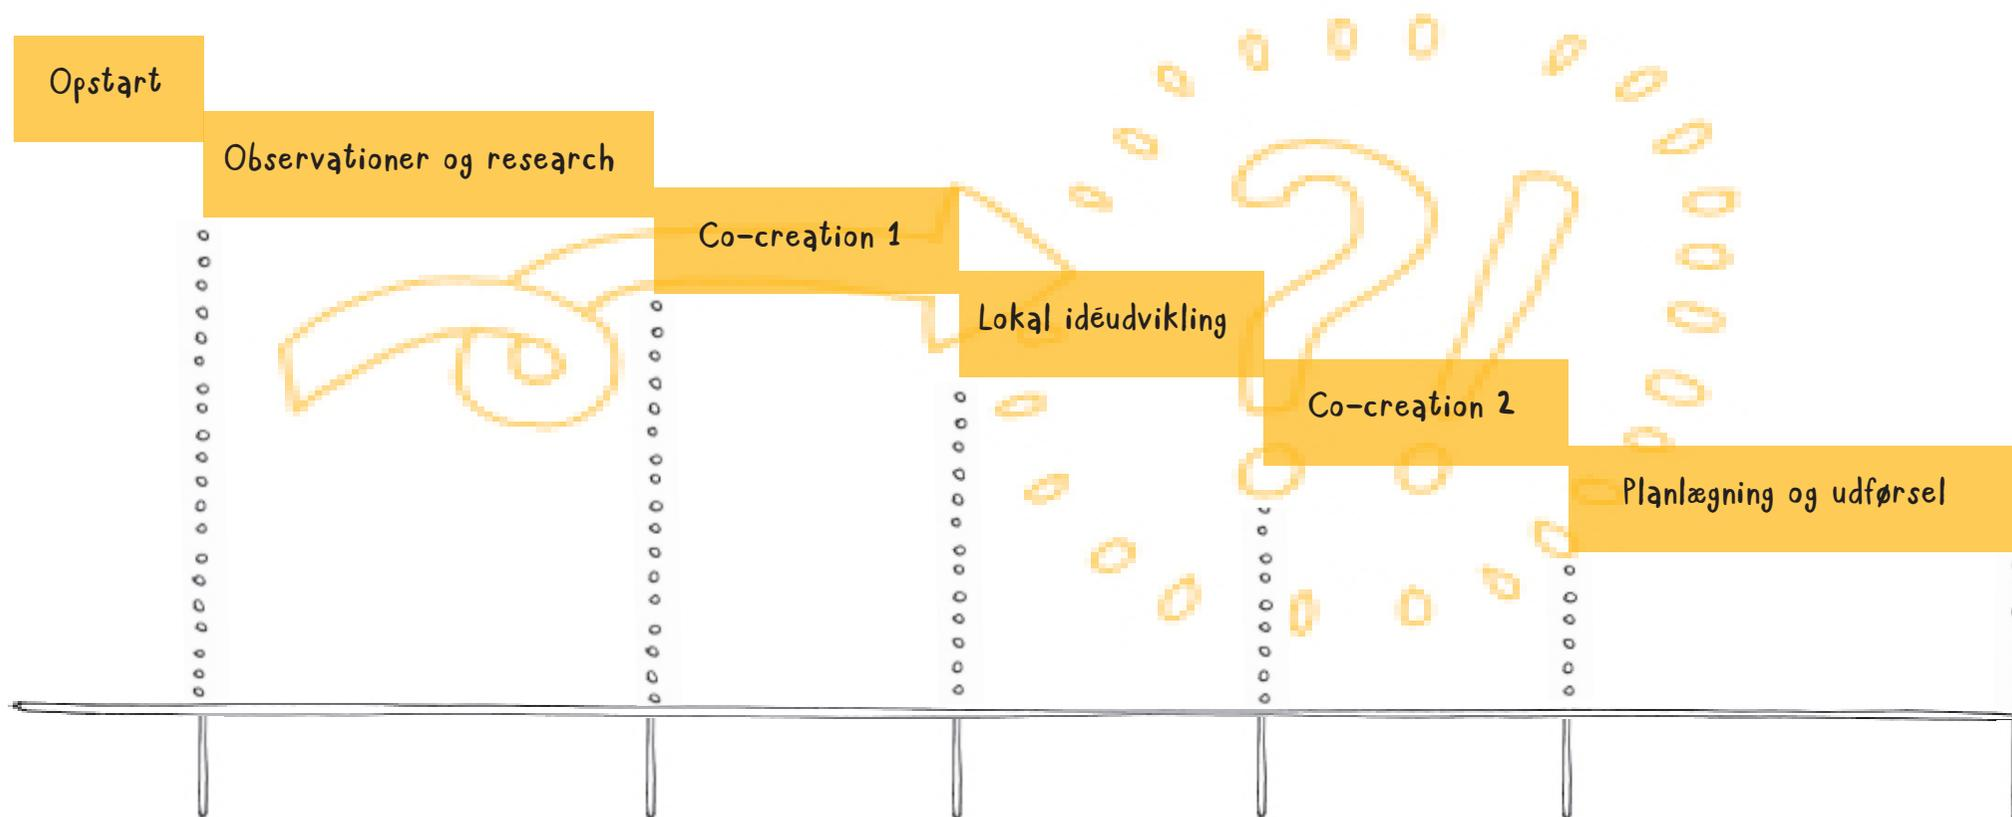 Opstart
Observationer og research
Co-creation 1
Lokal idéudvikling
Co-creation 2
Planlægning og udførsel